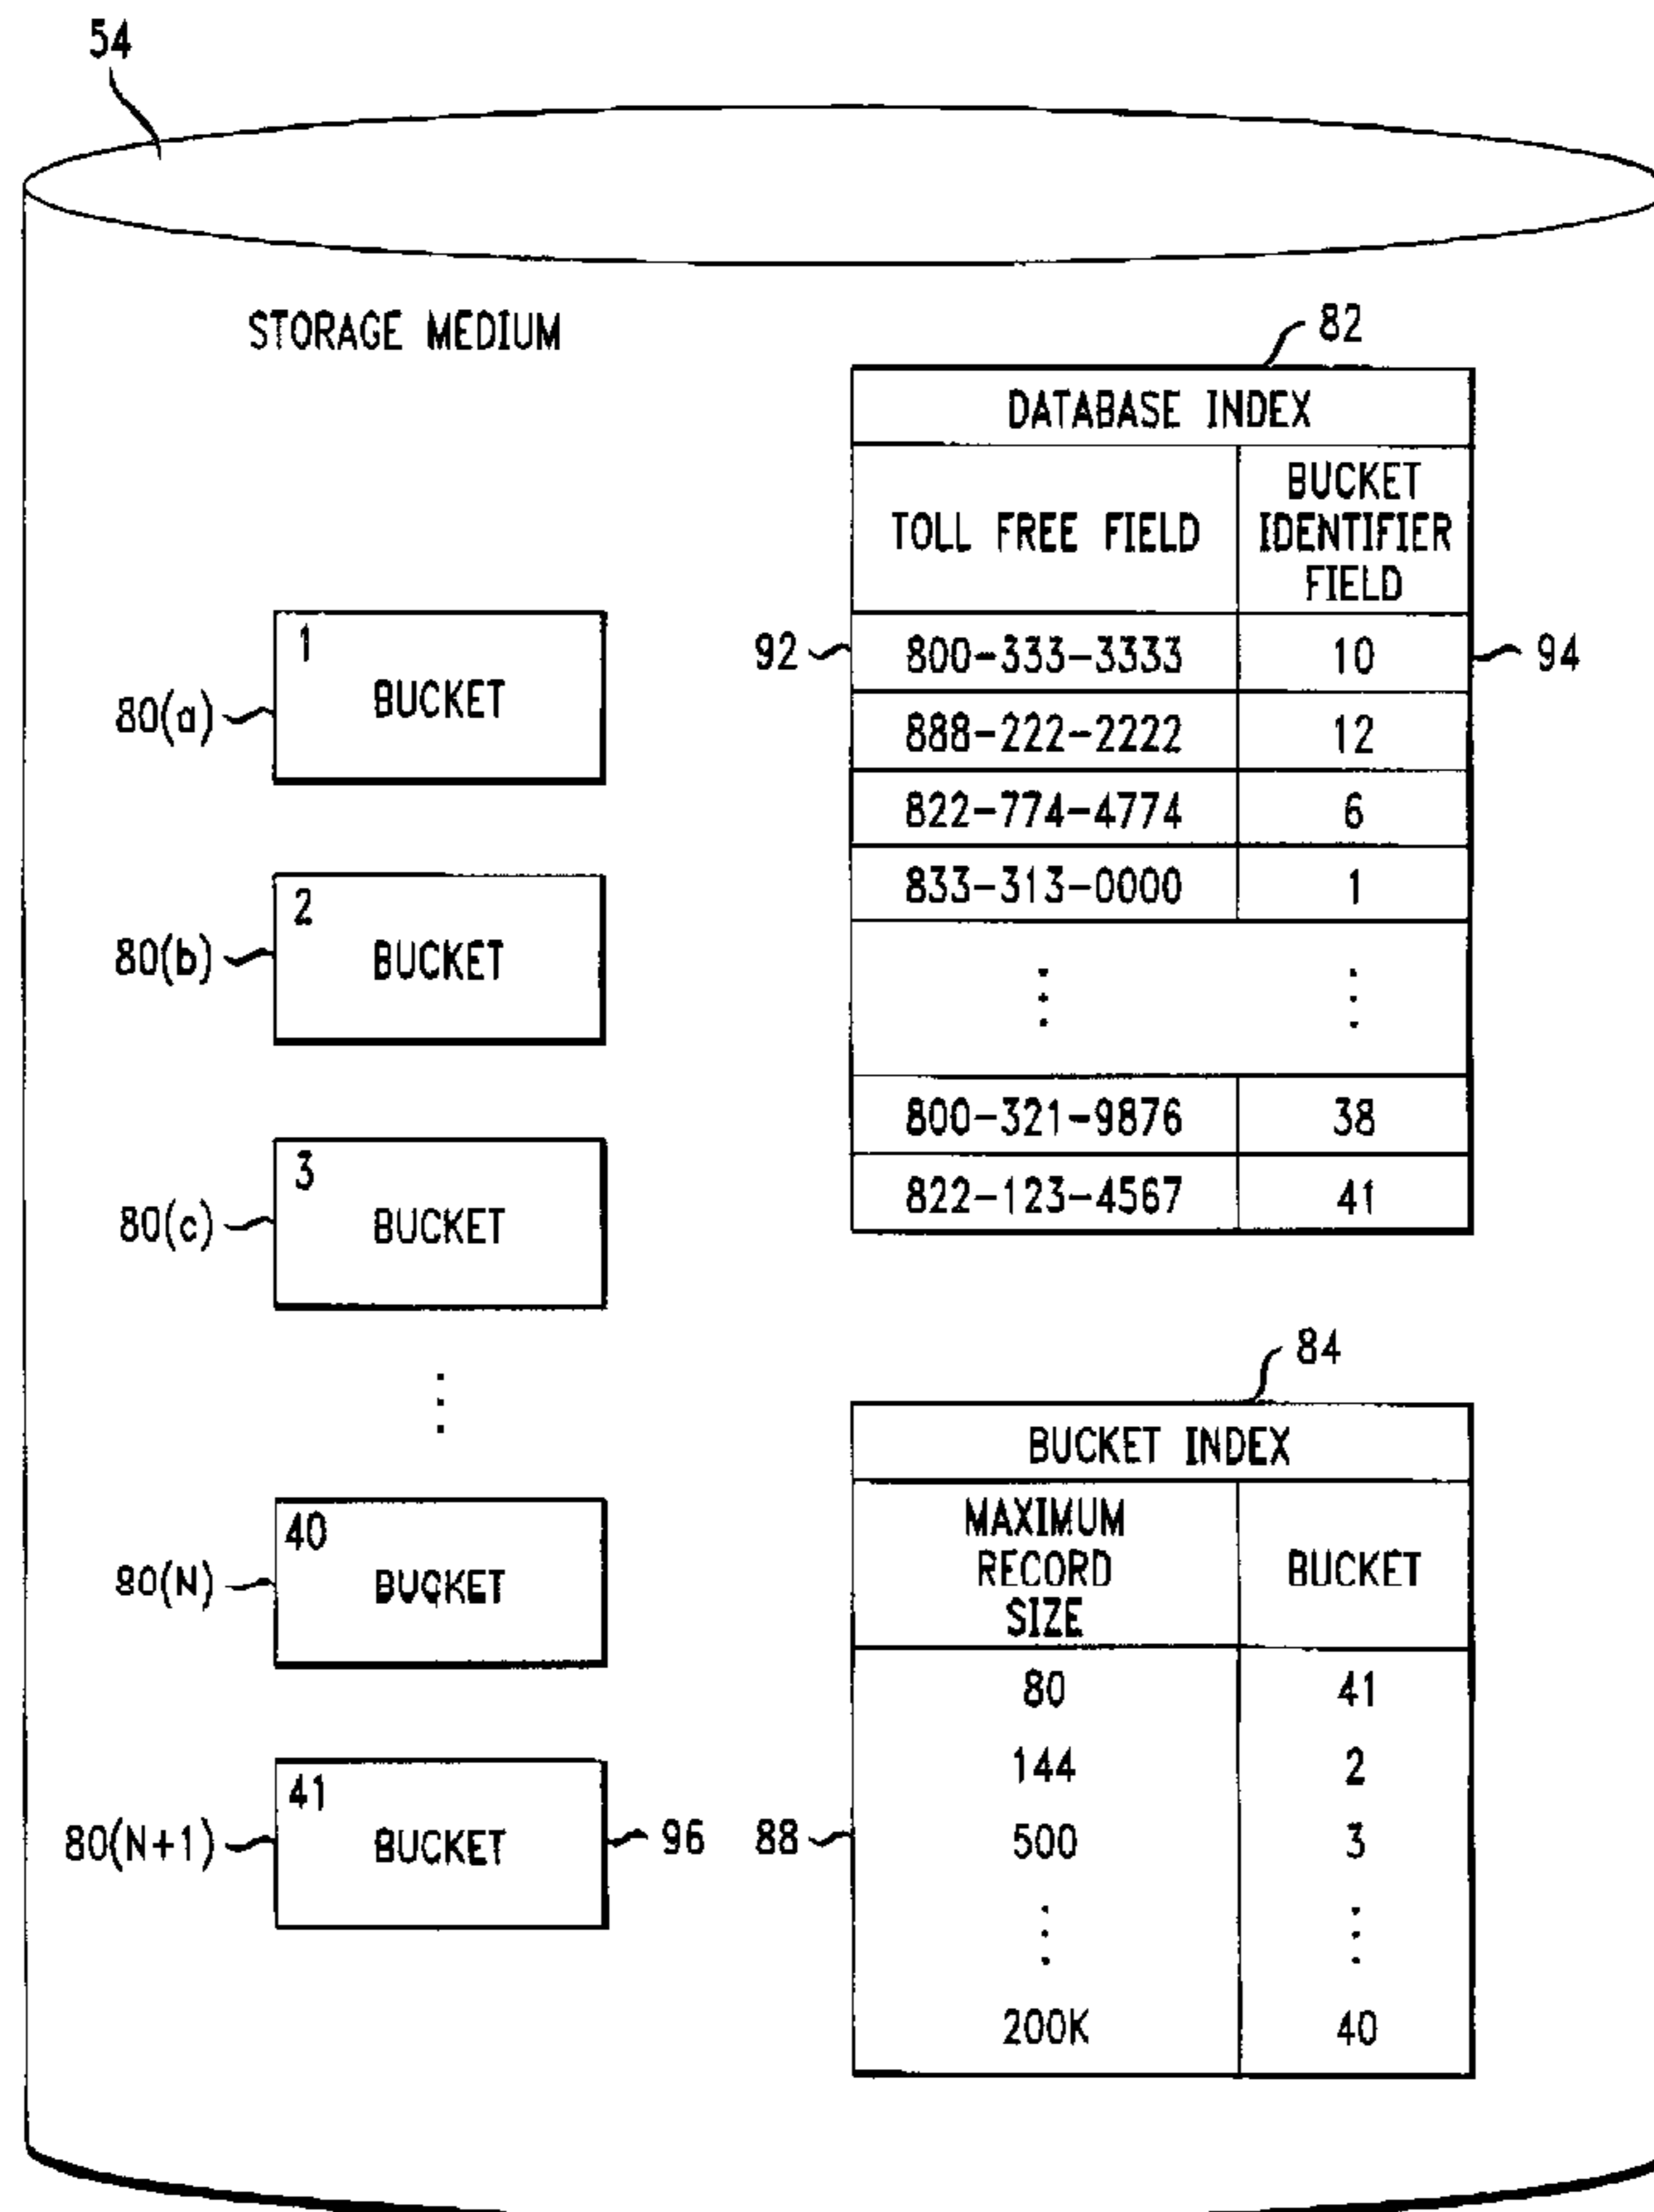 54
STORAGE MEDIUM
82
DATABASE INDEX
TOLL FREE FIELD
BUCKET
IDENTIFIER
FIELD
92
800-333-3333 10
94
888-222-2222 12
822-774-4774 6
833-313-0000 1
800-321-9876 38
822-123-4567 41
1
BUCKET
80(a)
2
BUCKET
80(b)
3
BUCKET
80(c)
40
BUCKET
80(N)
41
BUCKET
80(N+1)
96
84
BUCKET INDEX
MAXIMUM
RECORD
SIZE
BUCKET
80 41
144 2
88
500 3
200K 40